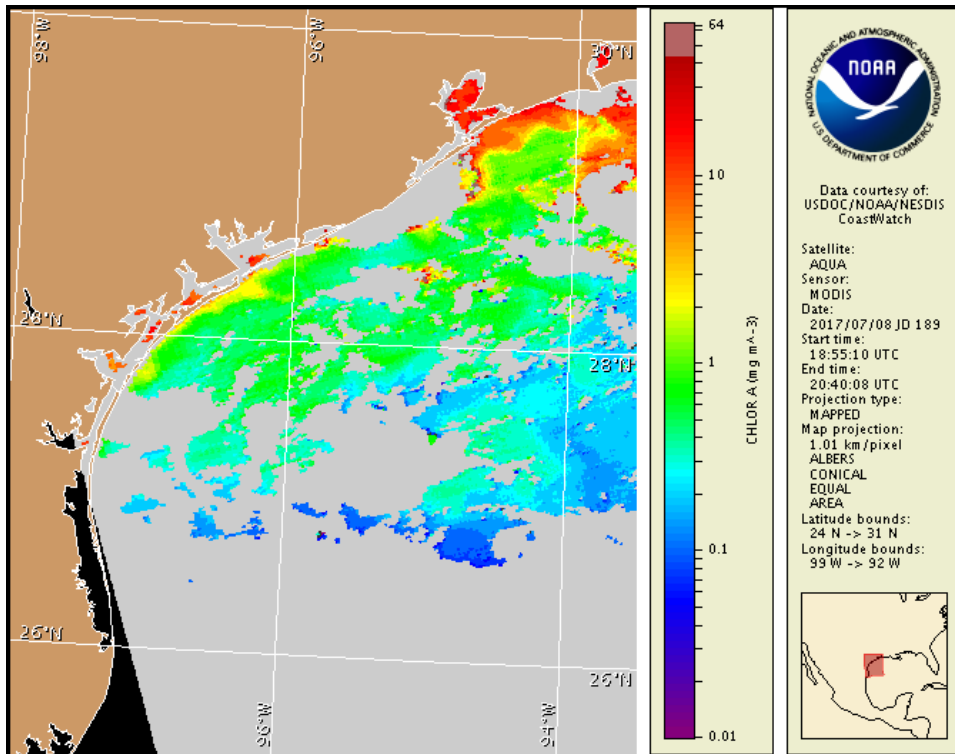 98°W
96°W
30°N
28°N
28°N
26°N
26°N
96°W
94°W
64
10
1
0.1
0.01
CHLOR A (mg m^-3)
NATIONAL OCEANIC AND ATMOSPHERIC ADMINISTRATION
NOAA
U.S. DEPARTMENT OF COMMERCE
Data courtesy of:
USDOC/NOAA/NESDIS
CoastWatch
Satellite:
AQUA
Sensor:
MODIS
Date:
2017/07/08 JD 189
Start time:
18:55:10 UTC
End time:
20:40:08 UTC
Projection type:
MAPPED
Map projection:
1.01 km/pixel
ALBERS
CONICAL
EQUAL
AREA
Latitude bounds:
24 N -> 31 N
Longitude bounds:
99 W -> 92 W